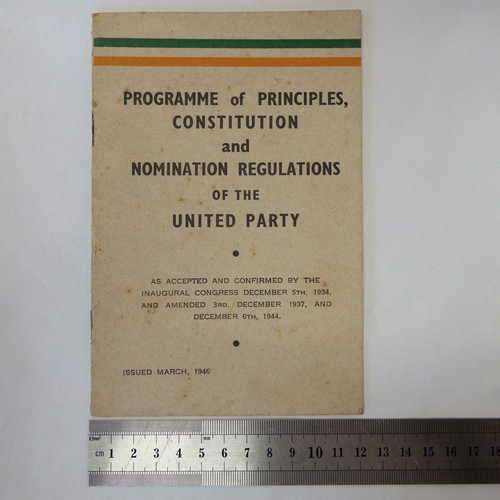 PROGRAMME of PRINCIPLES,
CONSTITUTION
and
NOMINATION REGULATIONS
OF THE
UNITED PARTY
AS ACCEPTED AND CONFIRMED BY THE
INAUGURAL CONGRESS DECEMBER 5TH, 1934,
AND AMENDED 3RD, DECEMBER 1937, AND
DECEMBER 6TH, 1944.
ISSUED MARCH, 1946
cm 1 2 3 4 5 6 7 8 9 10 11 12 13 14 15 16 17 18